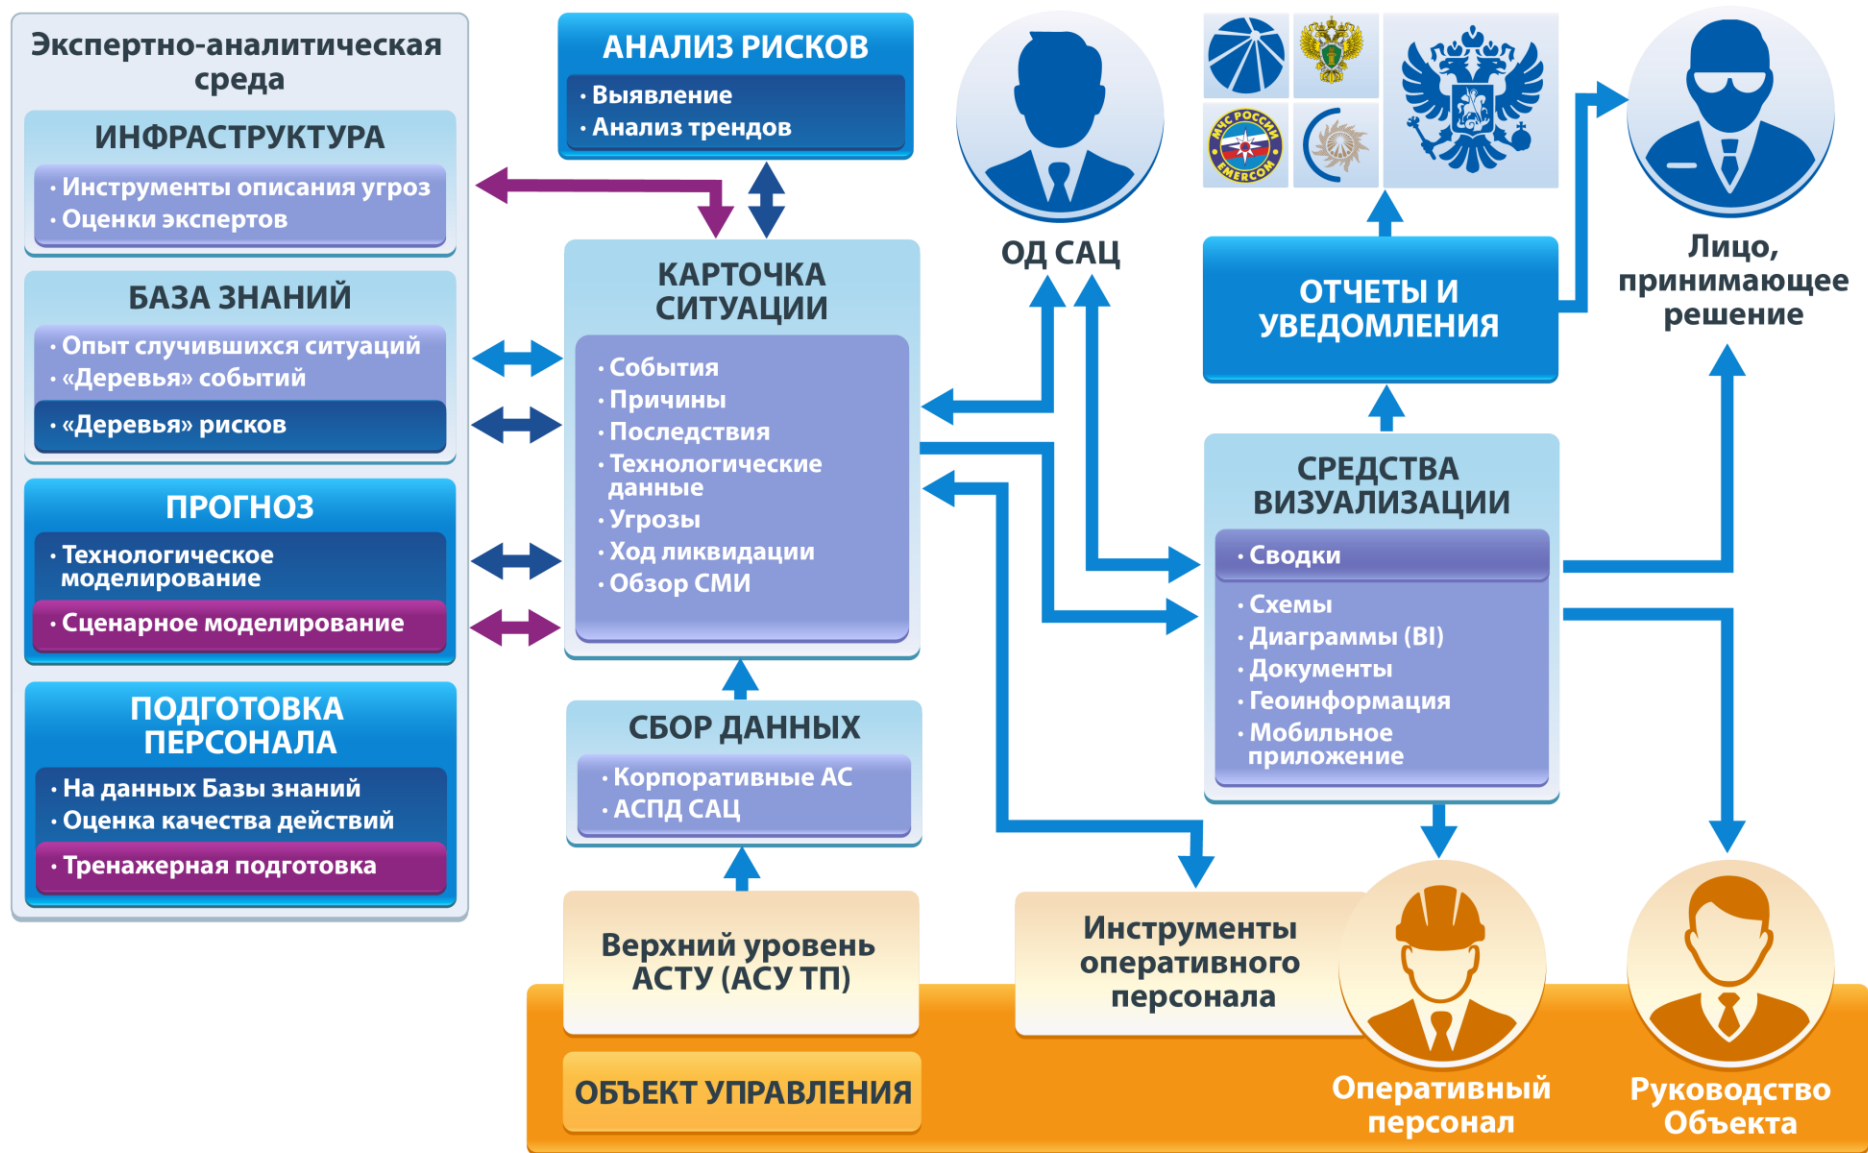 Экспертно-аналитическая
среда
ИНФРАСТРУКТУРА
· Инструменты описания угроз
· Оценки экспертов
БАЗА ЗНАНИЙ
· Опыт случившихся ситуаций
· «Деревья» событий
· «Деревья» рисков
ПРОГНОЗ
· Технологическое
моделирование
· Сценарное моделирование
ПОДГОТОВКА
ПЕРСОНАЛА
· На данных Базы знаний
· Оценка качества действий
· Тренажерная подготовка
АНАЛИЗ РИСКОВ
· Выявление
· Анализ трендов
КАРТОЧКА
СИТУАЦИИ
· События
· Причины
· Последствия
· Технологические
данные
· Угрозы
· Ход ликвидации
· Обзор СМИ
СБОР ДАННЫХ
· Корпоративные АС
· АСПД САЦ
Верхний уровень
АСТУ (АСУ ТП)
ОБЪЕКТ УПРАВЛЕНИЯ
ОД САЦ
МЧС РОССИИ
EMERCOM
ОТЧЕТЫ И
УВЕДОМЛЕНИЯ
Лицо,
принимающее
решение
СРЕДСТВА
ВИЗУАЛИЗАЦИИ
· Сводки
· Схемы
· Диаграммы (BI)
· Документы
· Геоинформация
· Мобильное
приложение
Инструменты
оперативного
персонала
Оперативный
персонал
Руководство
Объекта